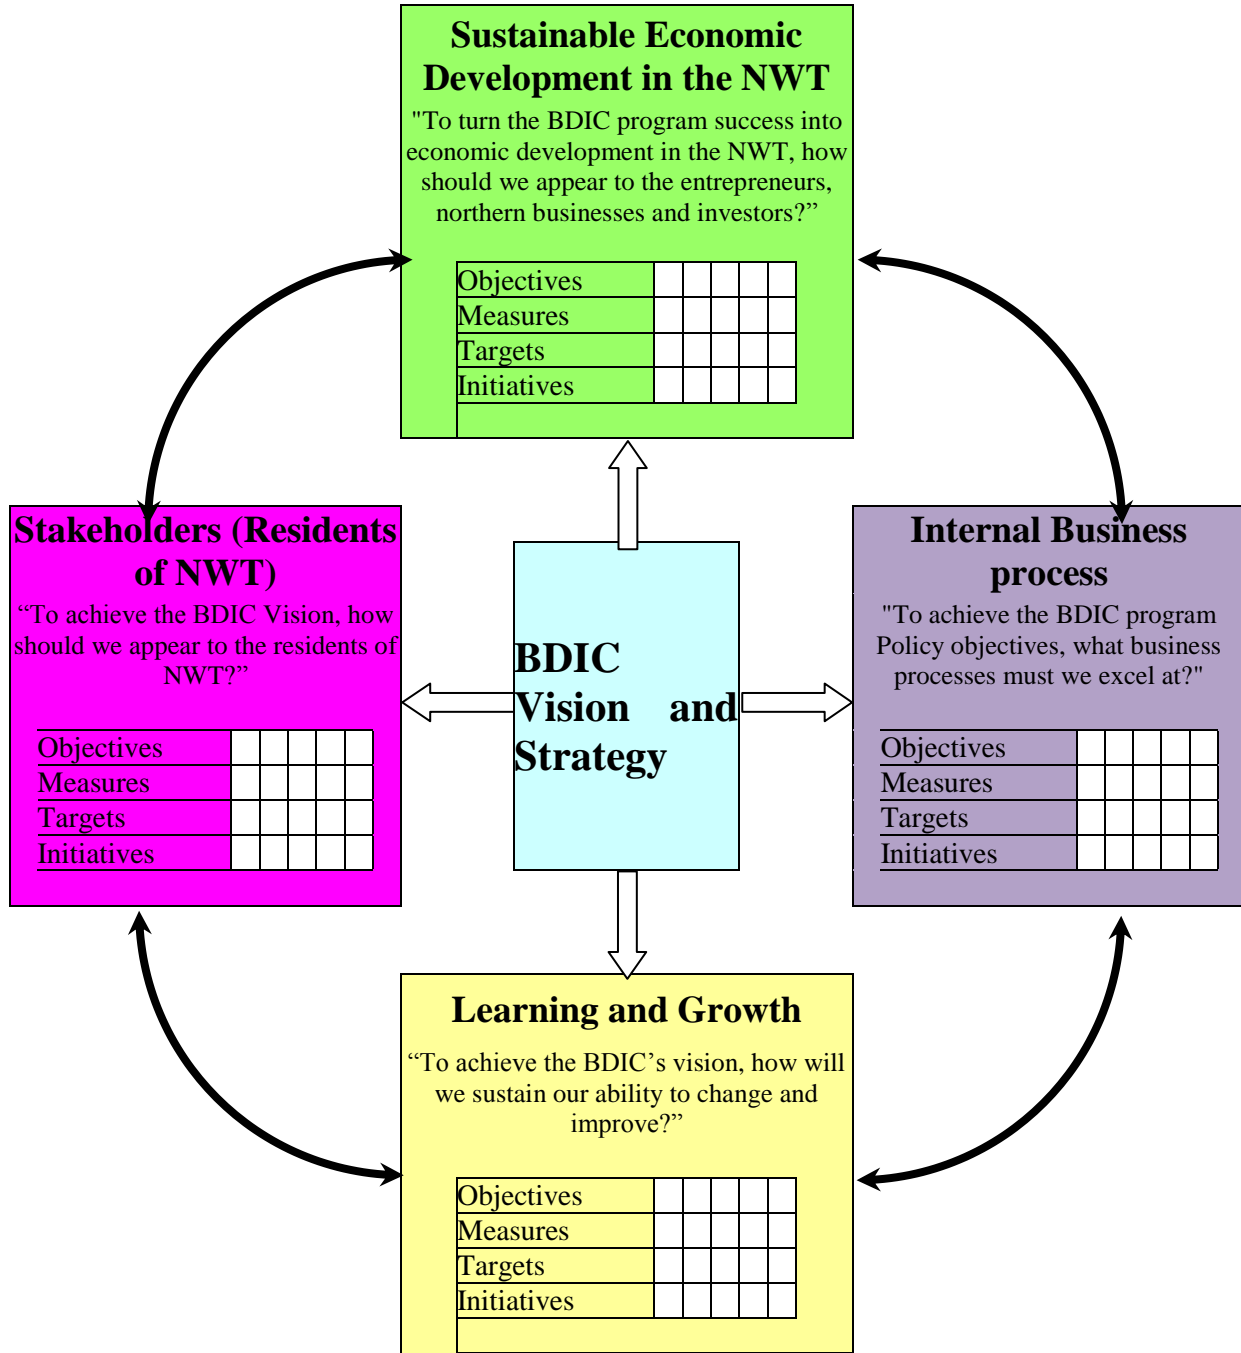 Sustainable Economic
Development in the NWT
"To turn the BDIC program success into
economic development in the NWT, how
should we appear to the entrepreneurs,
northern businesses and investors?”
Objectives
Measures
Targets
Initiatives
Stakeholders (Residents
of NWT)
“To achieve the BDIC Vision, how
should we appear to the residents of
NWT?”
Objectives
Measures
Targets
Initiatives
BDIC
Vision and
Strategy
Internal Business
process
"To achieve the BDIC program
Policy objectives, what business
processes must we excel at?"
Objectives
Measures
Targets
Initiatives
Learning and Growth
“To achieve the BDIC’s vision, how will
we sustain our ability to change and
improve?”
Objectives
Measures
Targets
Initiatives